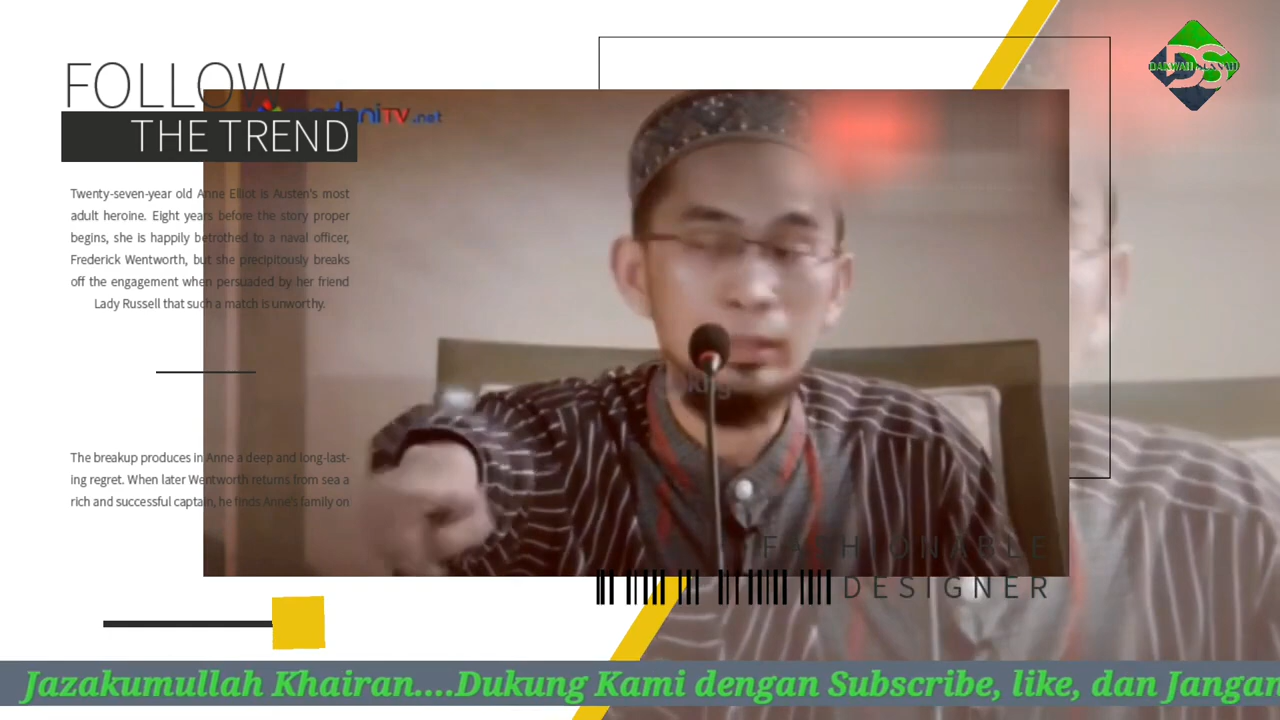 FOLLOW
THE TREND
Twenty-seven-year old Anne Elliot is Austen's most
adult heroine. Eight years before the story proper
begins, she is happily betrothed to a naval officer,
Frederick Wentworth, but she precipitously breaks
off the engagement when persuaded by her friend
Lady Russell that such a match is unworthy.
The breakup produces in Anne a deep and long-last-
ing regret. When later Wentworth returns from sea a
rich and successful captain, he finds Anne's family on
TV.net
DS
FASHIONABLE
DESIGNER
Jazakumullah Khairan....Dukung Kami dengan Subscribe, like, dan Jangan